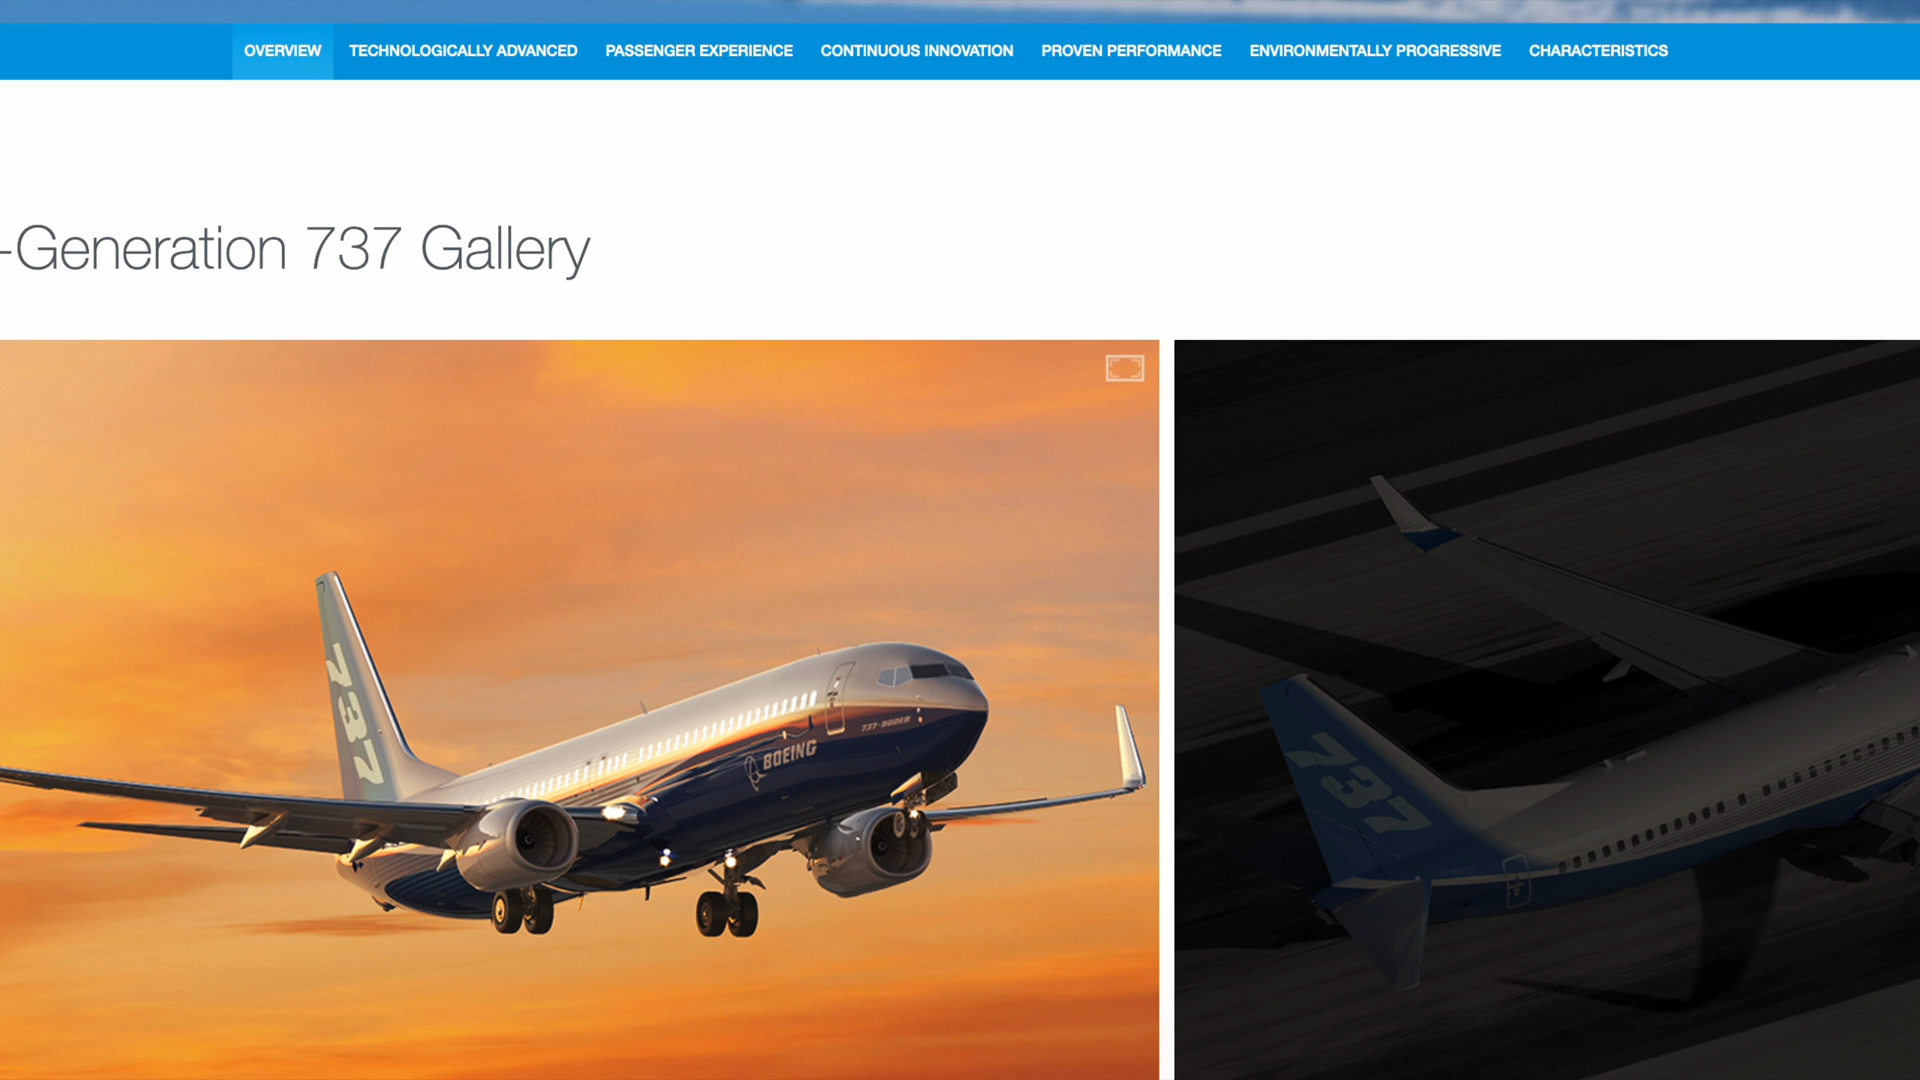 OVERVIEW TECHNOLOGICALLY ADVANCED PASSENGER EXPERIENCE CONTINUOUS INNOVATION PROVEN PERFORMANCE ENVIRONMENTALLY PROGRESSIVE CHARACTERISTICS
-Generation 737 Gallery
737
737-900ER
BOEING
737